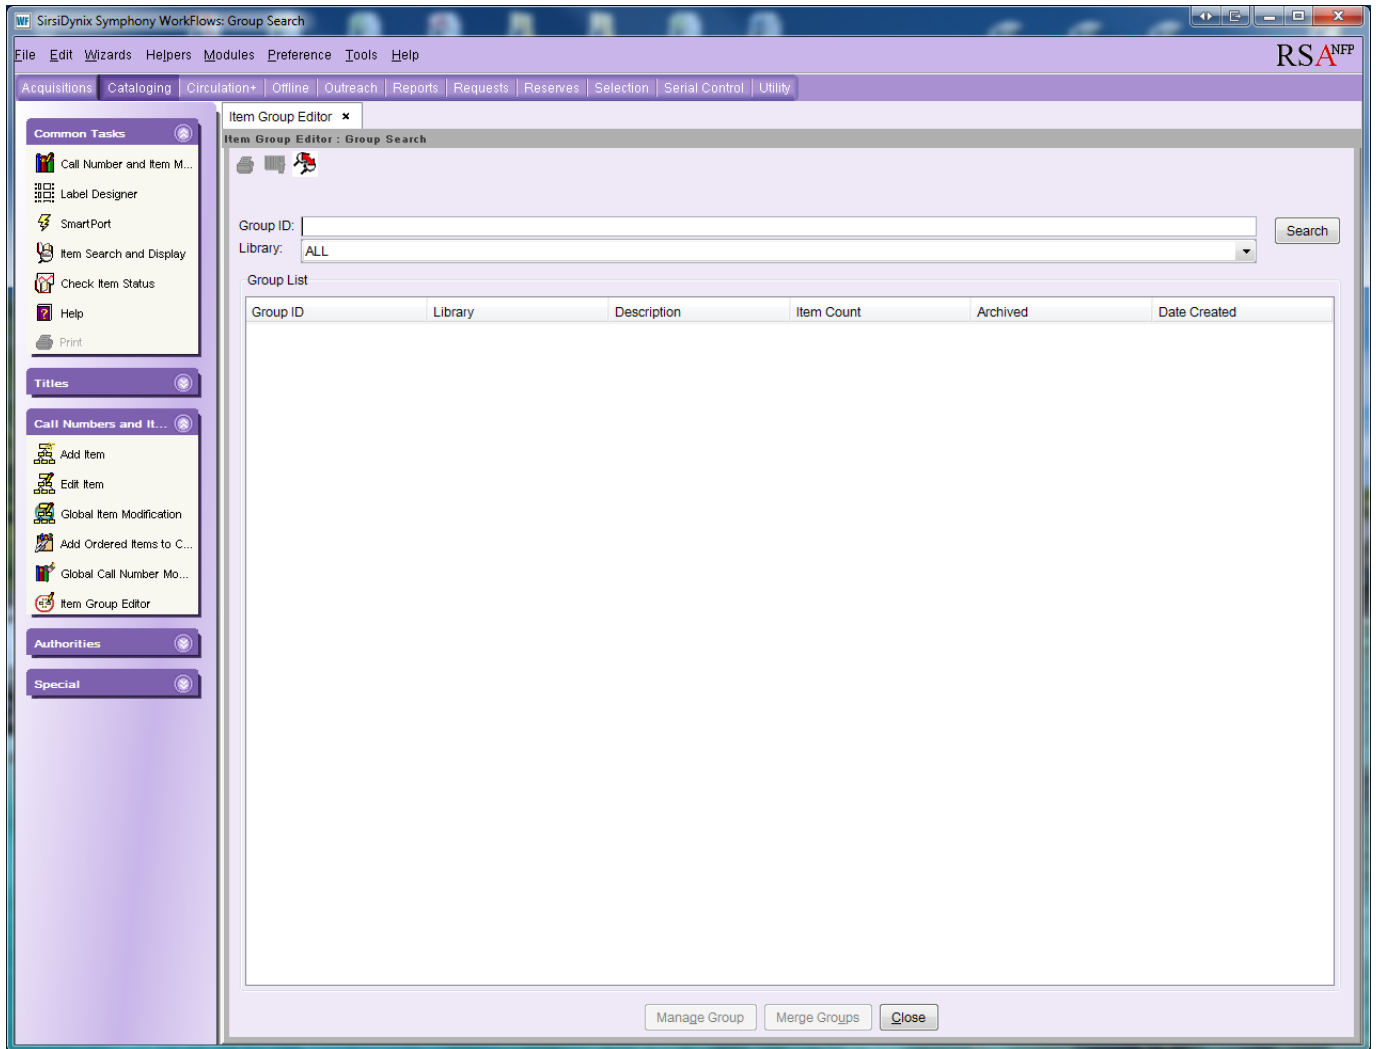 WF SirsiDynix Symphony WorkFlows: Group Search
File Edit Wizards Helpers Modules Preference Tools Help
RSANFP
Acquisitions Cataloging Circulation+ Offline Outreach Reports Requests Reserves Selection Serial Control Utility
Common Tasks
Call Number and Item M...
Label Designer
SmartPort
Item Search and Display
Check Item Status
Help
Print
Titles
Call Numbers and It...
Add Item
Edit Item
Global Item Modification
Add Ordered Items to C...
Global Call Number Mo...
Item Group Editor
Authorities
Special
Item Group Editor
Item Group Editor : Group Search
Group ID:
Search
Library: ALL
Group List
Group ID Library Description Item Count Archived Date Created
Manage Group Merge Groups Close